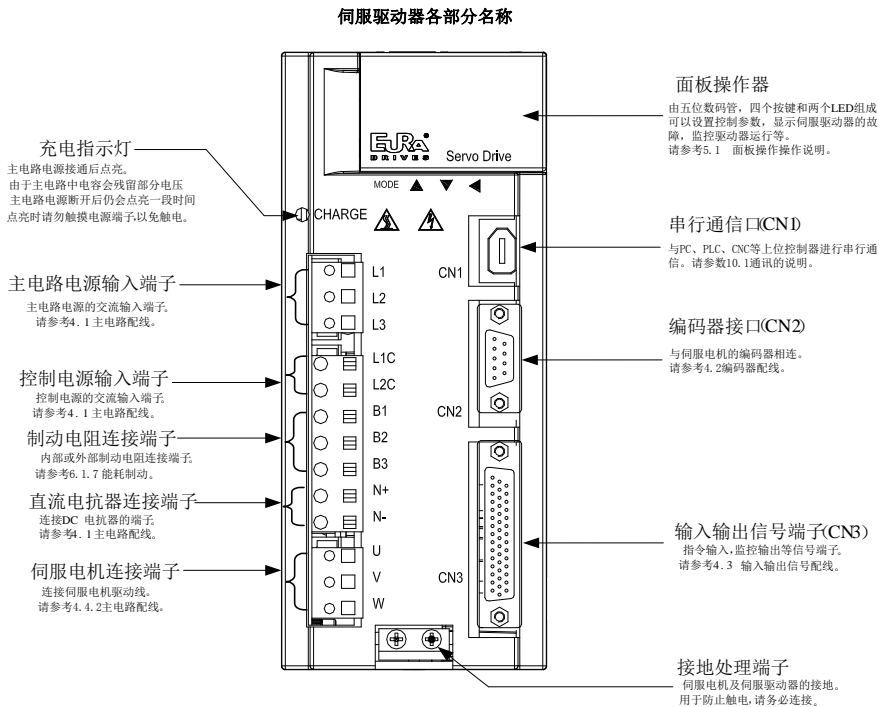 伺服驱动器各部分名称
面板操作器
由五位数码管，四个按键和两个LED组成
可以设置控制参数，显示伺服驱动器的故
障，监控驱动器运行等。
请参考5.1 面板操作操作说明。
EURA
DRIVES
Servo Drive
MODE
充电指示灯
主电路电源接通后点亮。
由于主电路中电容会残留部分电压
主电路电源断开后仍会点亮一段时间
点亮时请勿触摸电源端子,以免触电。
CHARGE
串行通信口(CN1)
与PC、PLC、CNC等上位控制器进行串行通
信。请参数10.1通讯的说明。
CN1
主电路电源输入端子
主电路电源的交流输入端子。
请参考4.1主电路配线。
L1
L2
L3
编码器接口(CN2)
与伺服电机的编码器相连。
请参考4.2编码器配线。
CN2
控制电源输入端子
控制电源的交流输入端子
请参考4.1主电路配线。
L1C
L2C
制动电阻连接端子
内部或外部制动电阻连接端子。
请参考6.1.7能耗制动。
B1
B2
B3
直流电抗器连接端子
连接DC 电抗器的端子
请参考4.1主电路配线。
N+
N-
输入输出信号端子(CN3)
指令输入,监控输出等信号端子。
请参考4.3 输入输出信号配线。
CN3
伺服电机连接端子
连接伺服电机驱动线。
请参考4.4.2主电路配线。
U
V
W
接地处理端子
伺服电机及伺服驱动器的接地。
用于防止触电,请务必连接。